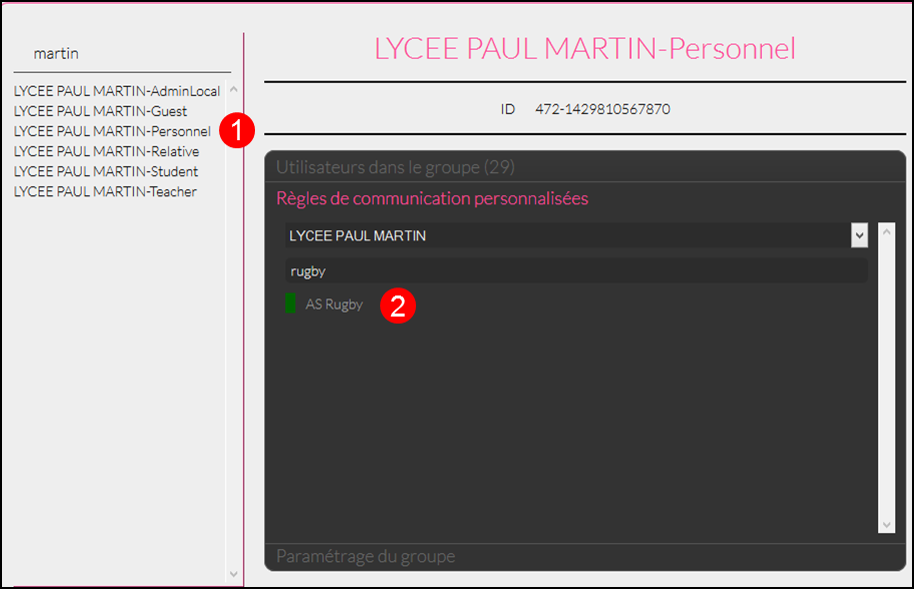 martin
LYCEE PAUL MARTIN-AdminLocal
LYCEE PAUL MARTIN-Guest
LYCEE PAUL MARTIN-Personnel
1
LYCEE PAUL MARTIN-Relative
LYCEE PAUL MARTIN-Student
LYCEE PAUL MARTIN-Teacher
LYCEE PAUL MARTIN-Personnel
ID 472-1429810567870
Utilisateurs dans le groupe (29)
Règles de communication personnalisées
LYCEE PAUL MARTIN
rugby
AS Rugby
2
Paramétrage du groupe